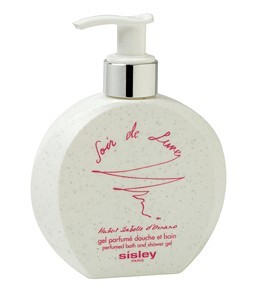 Soir de Lune
Hubert Isabelle d'Ornano
gel parfumé douche et bain
perfumed bath and shower gel
sisley
PARIS